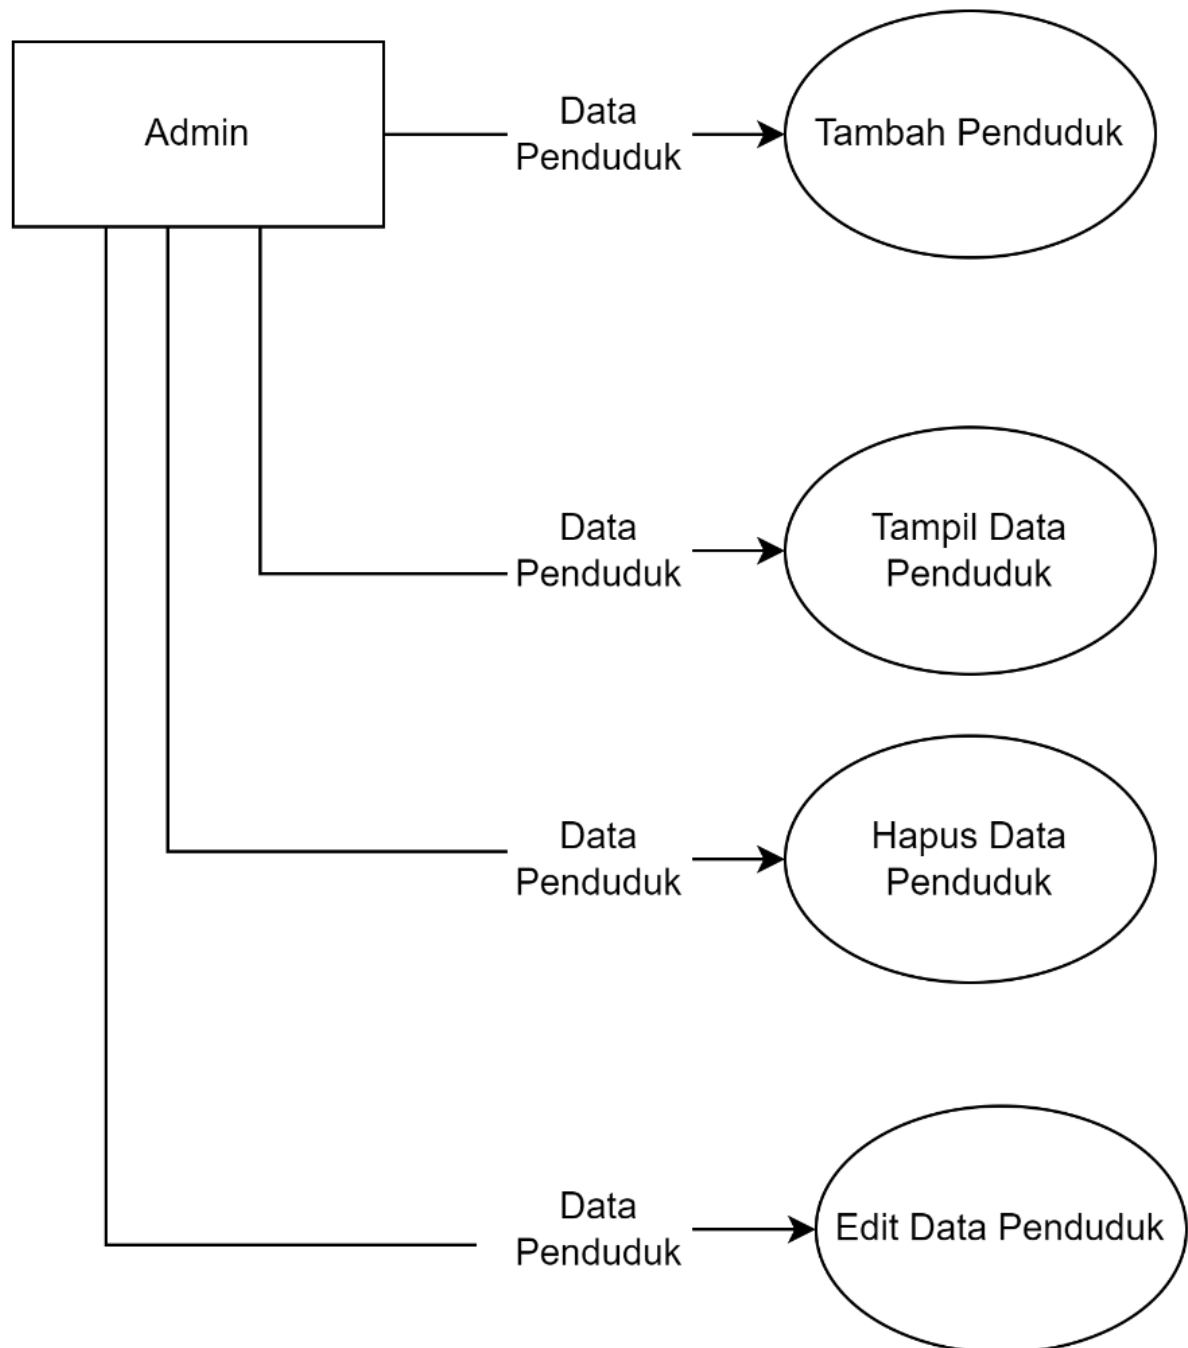 Admin
Data
Penduduk
Tambah Penduduk
Data
Penduduk
Tampil Data
Penduduk
Data
Penduduk
Hapus Data
Penduduk
Data
Penduduk
Edit Data Penduduk